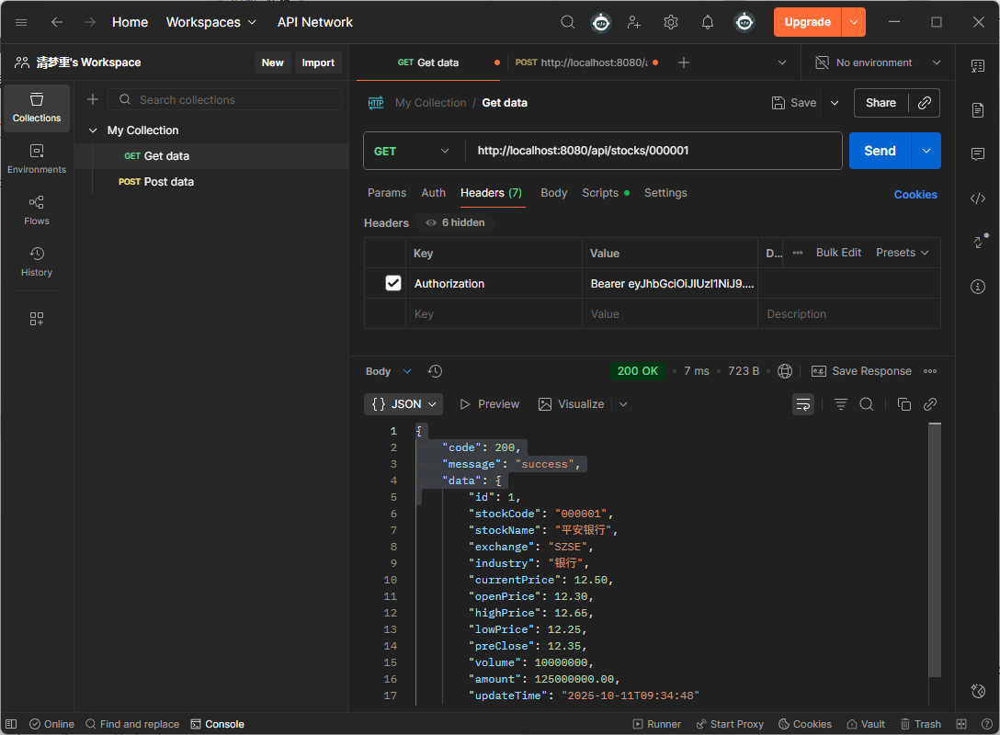 Home Workspaces API Network Upgrade
清梦重's Workspace New Import GET Get data POST http://localhost:8080/a No environment
Collections
Environments
Flows
History
Search collections
My Collection
GET Get data
POST Post data
HTTP My Collection / Get data Save Share
GET http://localhost:8080/api/stocks/000001 Send
Params Auth Headers (7) Body Scripts Settings Cookies
Headers 6 hidden
Key Value D... Bulk Edit Presets
Authorization Bearer eyJhbGciOiJIUzI1NiJ9....
Key Value Description
Body 200 OK 7 ms 723 B e.g. Save Response
{} JSON Preview Visualize
1 {
2 "code": 200,
3 "message": "success",
4 "data": {
5 "id": 1,
6 "stockCode": "000001",
7 "stockName": "平安银行",
8 "exchange": "SZSE",
9 "industry": "银行",
10 "currentPrice": 12.50,
11 "openPrice": 12.30,
12 "highPrice": 12.65,
13 "lowPrice": 12.25,
14 "preClose": 12.35,
15 "volume": 10000000,
16 "amount": 125000000.00,
17 "updateTime": "2025-10-11T09:34:48"
Online Find and replace Console Runner Start Proxy Cookies Vault Trash